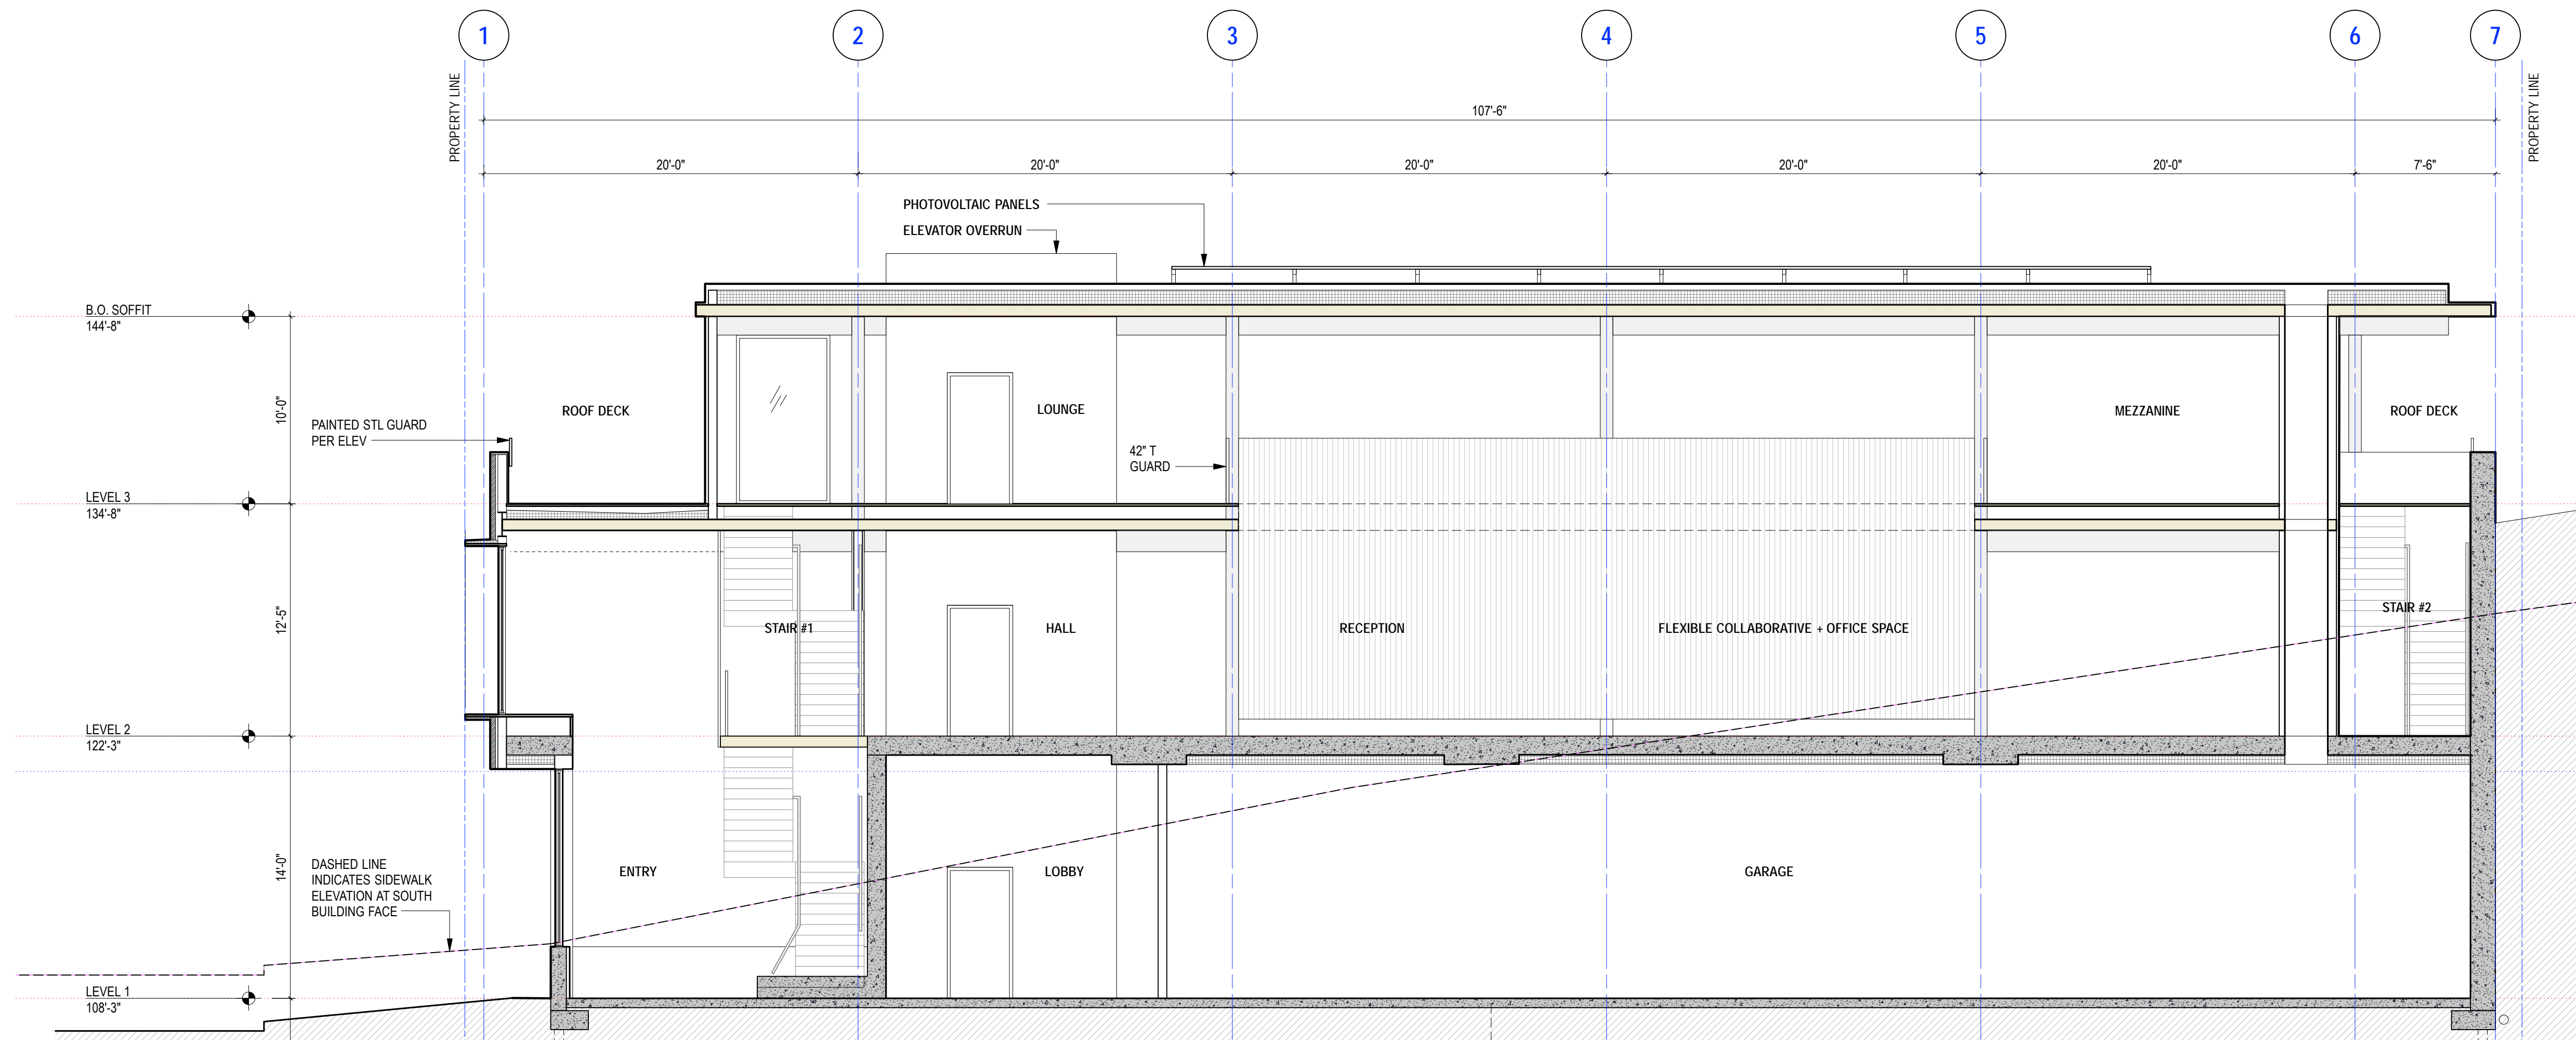 1
2
3
4
5
6
7
PROPERTY LINE
PROPERTY LINE
107'-6"
20'-0"
20'-0"
20'-0"
20'-0"
20'-0"
7'-6"
PHOTOVOLTAIC PANELS
ELEVATOR OVERRUN
B.O. SOFFIT
144'-8"
10'-0"
PAINTED STL GUARD
PER ELEV
ROOF DECK
LOUNGE
MEZZANINE
ROOF DECK
42" T
GUARD
LEVEL 3
134'-8"
12'-5"
STAIR #1
HALL
RECEPTION
FLEXIBLE COLLABORATIVE + OFFICE SPACE
STAIR #2
LEVEL 2
122'-3"
14'-0"
DASHED LINE
INDICATES SIDEWALK
ELEVATION AT SOUTH
BUILDING FACE
ENTRY
LOBBY
GARAGE
LEVEL 1
108'-3"